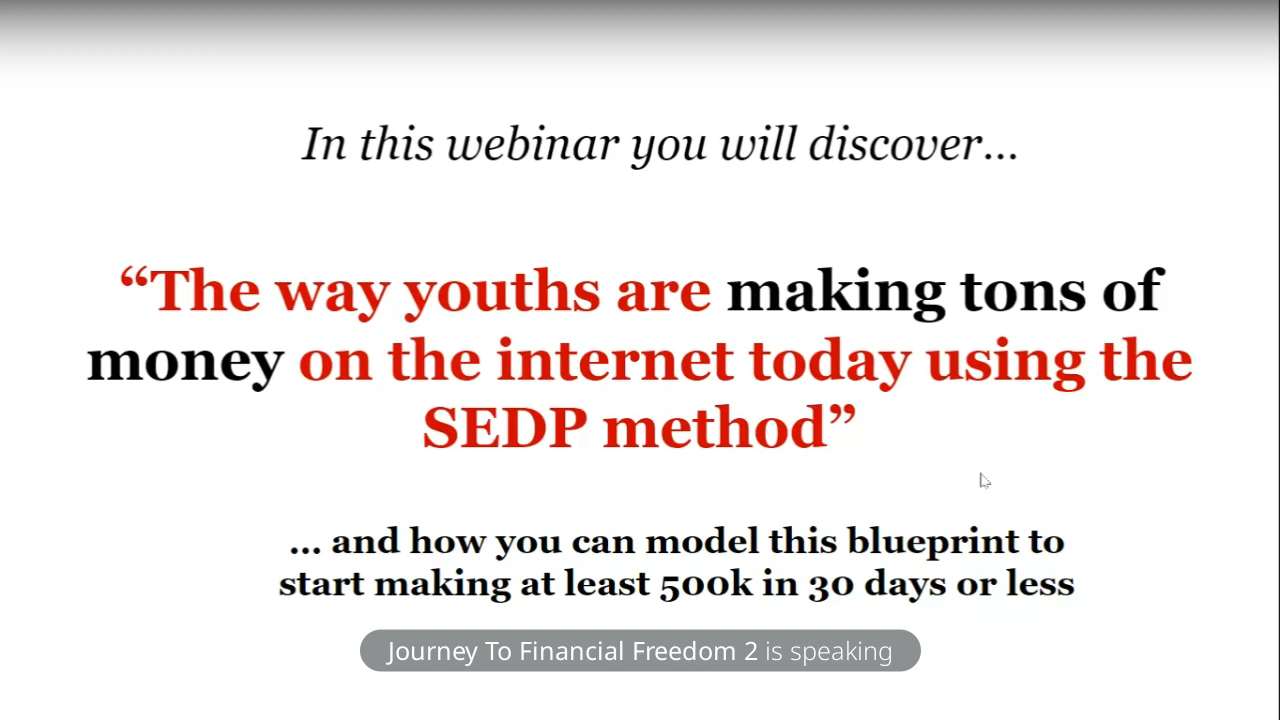 In this webinar you will discover...
“The way youths are making tons of
money on the internet today using the
SEDP method”
... and how you can model this blueprint to
start making at least 500k in 30 days or less
Journey To Financial Freedom 2 is speaking